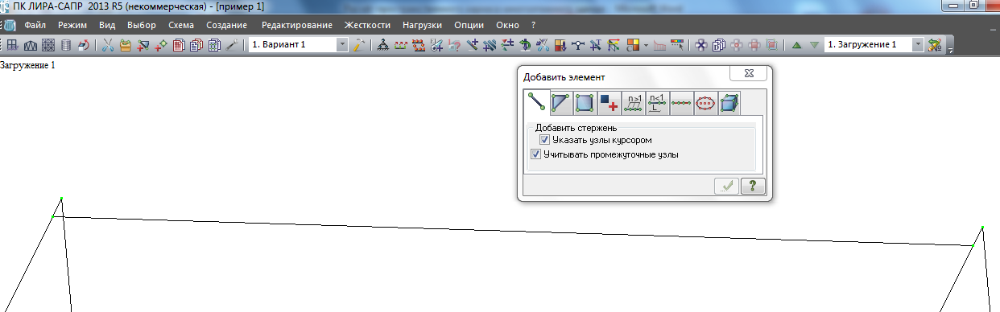 ПК ЛИРА-САПР 2013 R5 (некоммерческая) - [пример 1]
Файл Режим Вид Выбор Схема Создание Редактирование Жесткости Нагрузки Опции Окно ?
1. Вариант 1 1. Загружение 1
Загружение 1
Добавить элемент
n>1 n<1
L
Добавить стержень
Указать узлы курсором
Учитывать промежуточные узлы
?